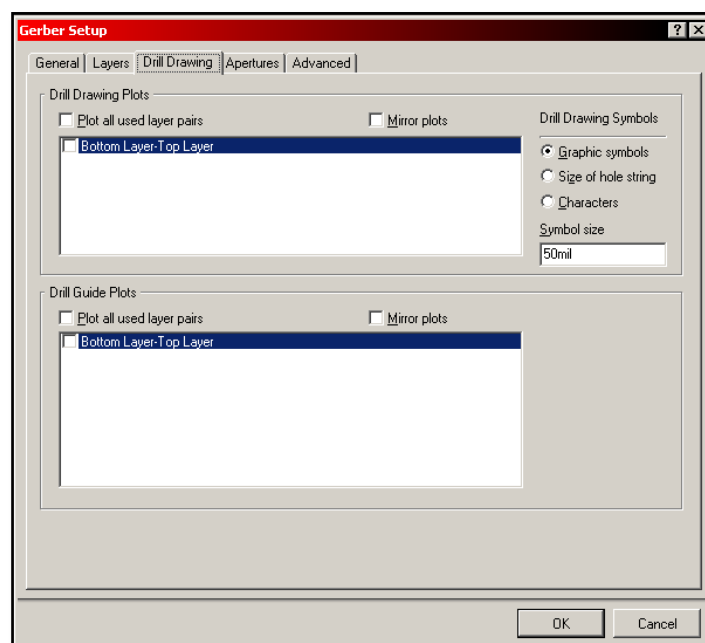 Gerber Setup
General Layers Drill Drawing Apertures Advanced
Drill Drawing Plots
Plot all used layer pairs Mirror plots Drill Drawing Symbols
Bottom Layer-Top Layer
Graphic symbols
Size of hole string
Characters
Symbol size
50mil
Drill Guide Plots
Plot all used layer pairs Mirror plots
Bottom Layer-Top Layer
OK Cancel